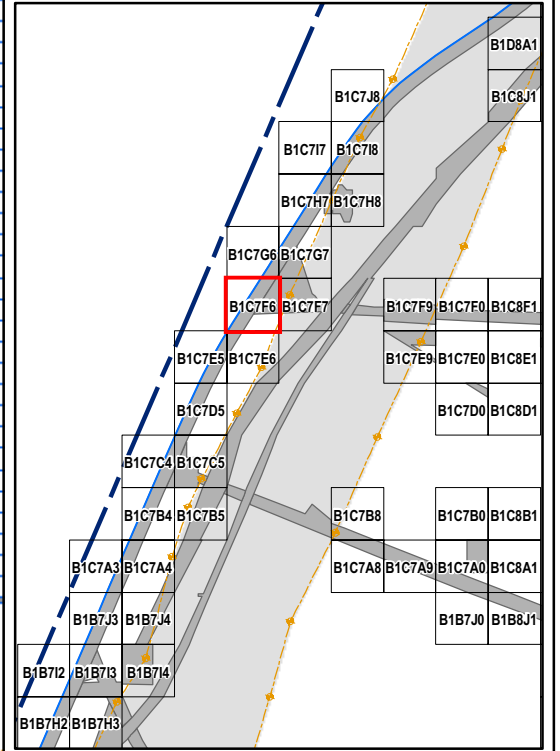 B1D8A1
B1C7J8 B1C8J1
B1C7I7 B1C7I8
B1C7H7 B1C7H8
B1C7G6 B1C7G7
B1C7F6 B1C7F7 B1C7F9 B1C7F0 B1C8F1
B1C7E5 B1C7E6 B1C7E9 B1C7E0 B1C8E1
B1C7D5 B1C7D0 B1C8D1
B1C7C4 B1C7C5
B1C7B4 B1C7B5 B1C7B8 B1C7B0 B1C8B1
B1C7A3 B1C7A4 B1C7A8 B1C7A9 B1C7A0 B1C8A1
B1B7J3 B1B7J4 B1B7J0 B1B8J1
B1B7I2 B1B7I3 B1B7I4
B1B7H2 B1B7H3